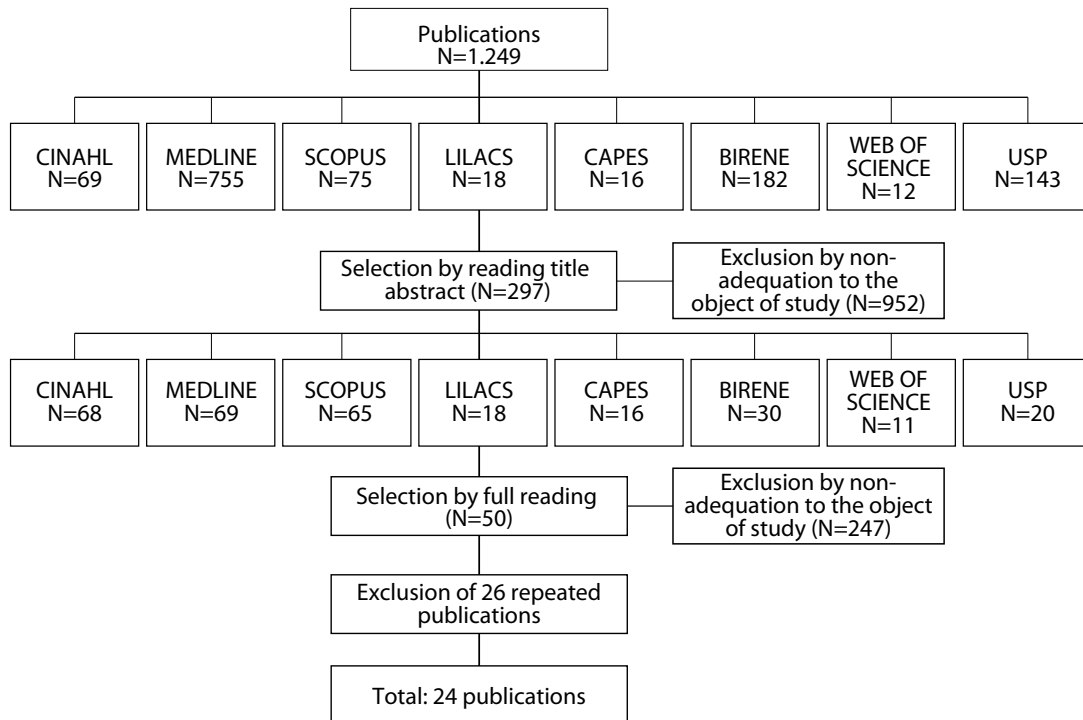 Publications
N=1.249
CINAHL
N=69
MEDLINE
N=755
SCOPUS
N=75
LILACS
N=18
CAPES
N=16
BIRENE
N=182
WEB OF
SCIENCE
N=12
USP
N=143
Selection by reading title
abstract (N=297)
Exclusion by non-
adequation to the
object of study (N=952)
CINAHL
N=68
MEDLINE
N=69
SCOPUS
N=65
LILACS
N=18
CAPES
N=16
BIRENE
N=30
WEB OF
SCIENCE
N=11
USP
N=20
Selection by full reading
(N=50)
Exclusion by non-
adequation to the object
of study (N=247)
Exclusion of 26 repeated
publications
Total: 24 publications